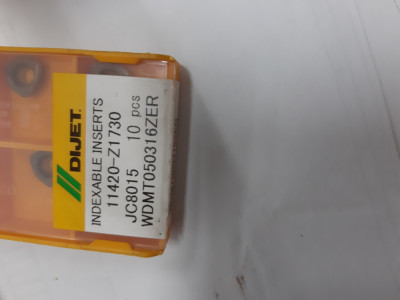 DIJET
INDEXABLE INSERTS
11420-Z1730
JC8015 10 pcs
WDMT050316ZER